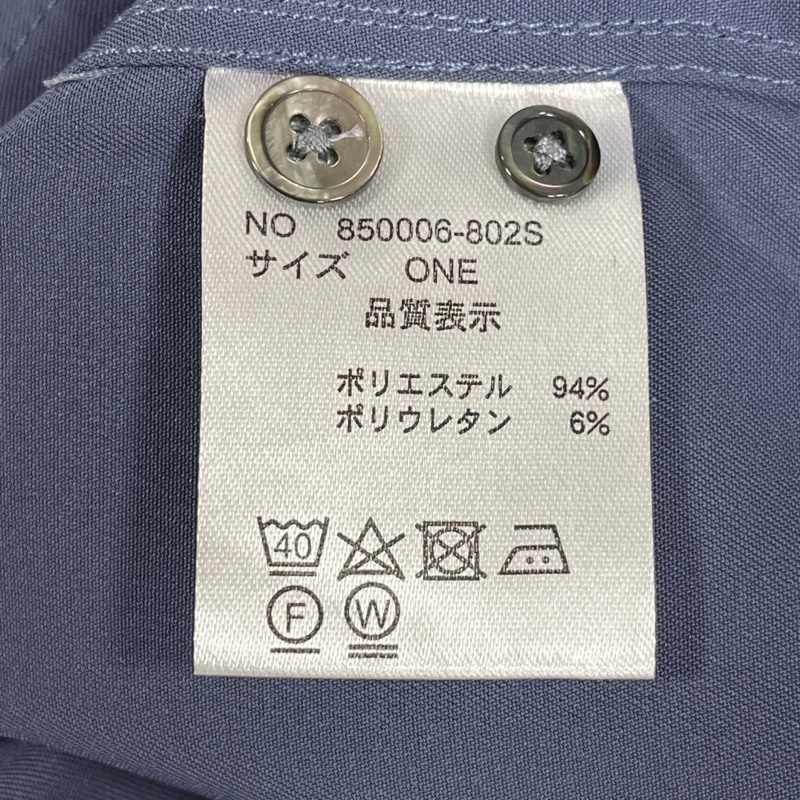 NO 850006-802S
サイズ ONE
品質表示
ポリエステル 94%
ポリウレタン 6%
40
F W